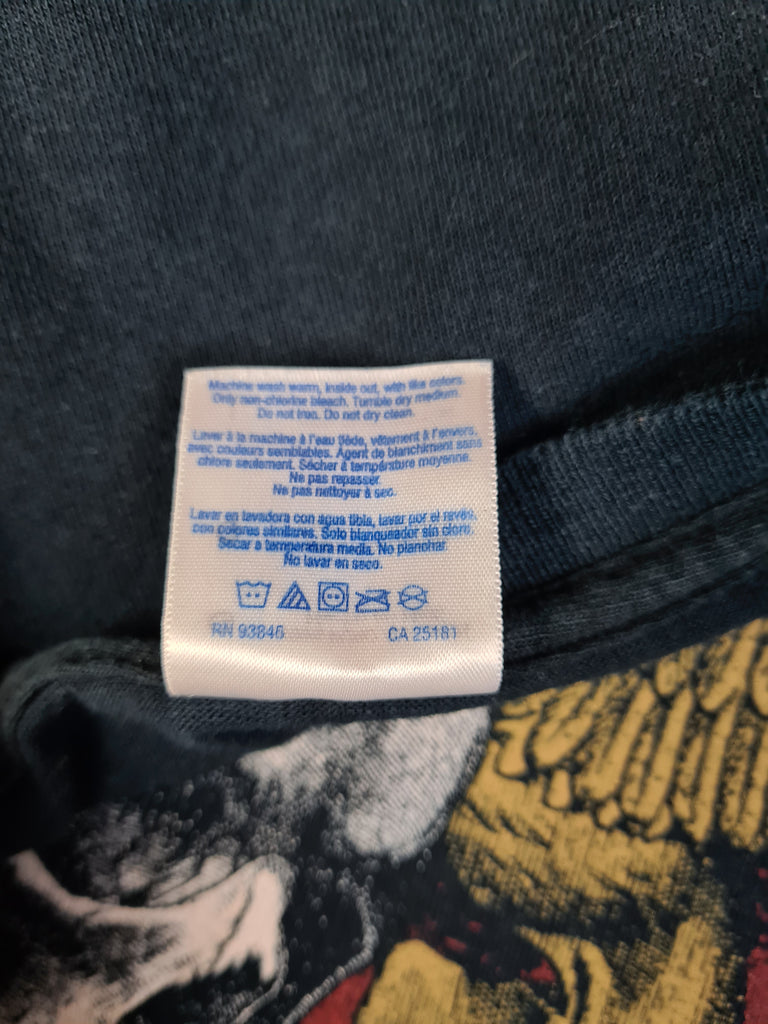 Machine wash warm, inside out, with like colors.
Only non-chlorine bleach. Tumble dry medium.
Do not iron. Do not dry clean.
Laver à la machine à l'eau tiède, vêtement à l'envers,
avec couleurs semblables. Agent de blanchiment sans
chlore seulement. Sécher à température moyenne.
Ne pas repasser.
Ne pas nettoyer à sec.
Lavar en lavadora con agua tibia, lavar por el revés,
con colores similares. Solo blanqueador sin cloro.
Secar a temperatura media. No planchar.
No lavar en seco.
RN 93846 CA 25181